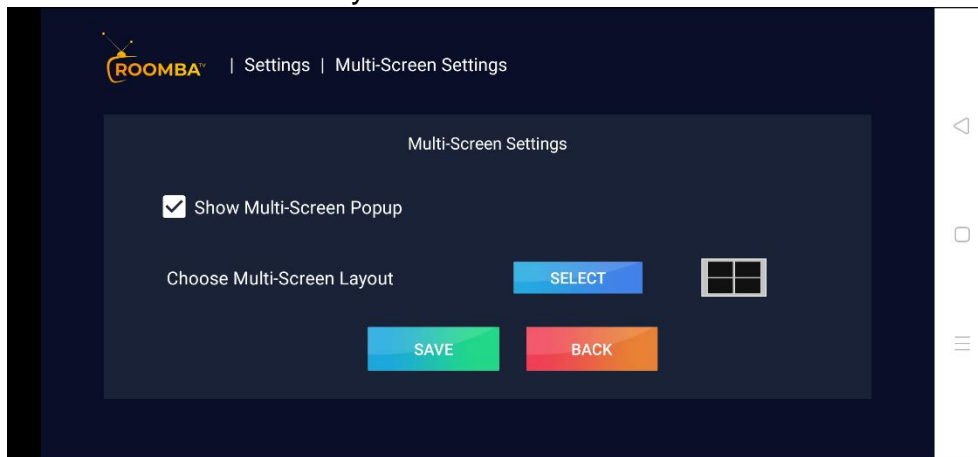 y
ROOMBA TV | Settings | Multi-Screen Settings
Multi-Screen Settings
Show Multi-Screen Popup
Choose Multi-Screen Layout SELECT
SAVE BACK